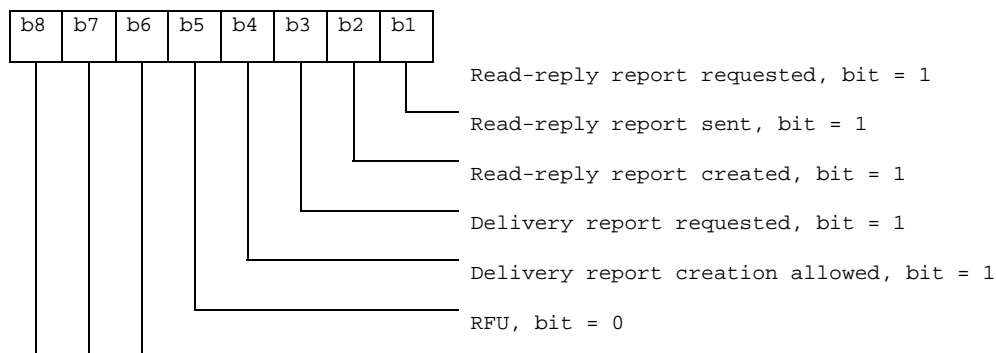 b8 b7 b6 b5 b4 b3 b2 b1
Read-reply report requested, bit = 1
Read-reply report sent, bit = 1
Read-reply report created, bit = 1
Delivery report requested, bit = 1
Delivery report creation allowed, bit = 1
RFU, bit = 0